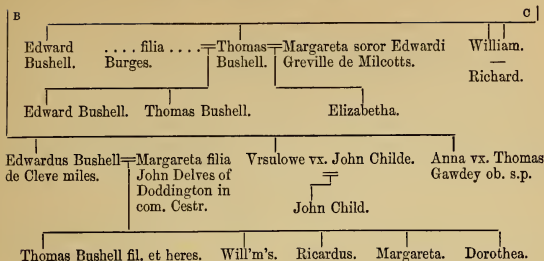 B C
Edward .... filia .... Thomas Margareta soror Edwardi William.
Bushell. Burges. Bushell. Greville de Milcotts. —
Richard.
Edward Bushell. Thomas Bushell. Elizabetha.
Edwardus Bushell Margareta filia Vrsulowe vx. John Childe. Anna vx. Thomas
de Cleve miles. John Delves of Gawdey ob. s.p.
Doddington in
com. Cestr. John Child.
Thomas Bushell fil. et heres. Will'm's. Ricardus. Margareta. Dorothea.